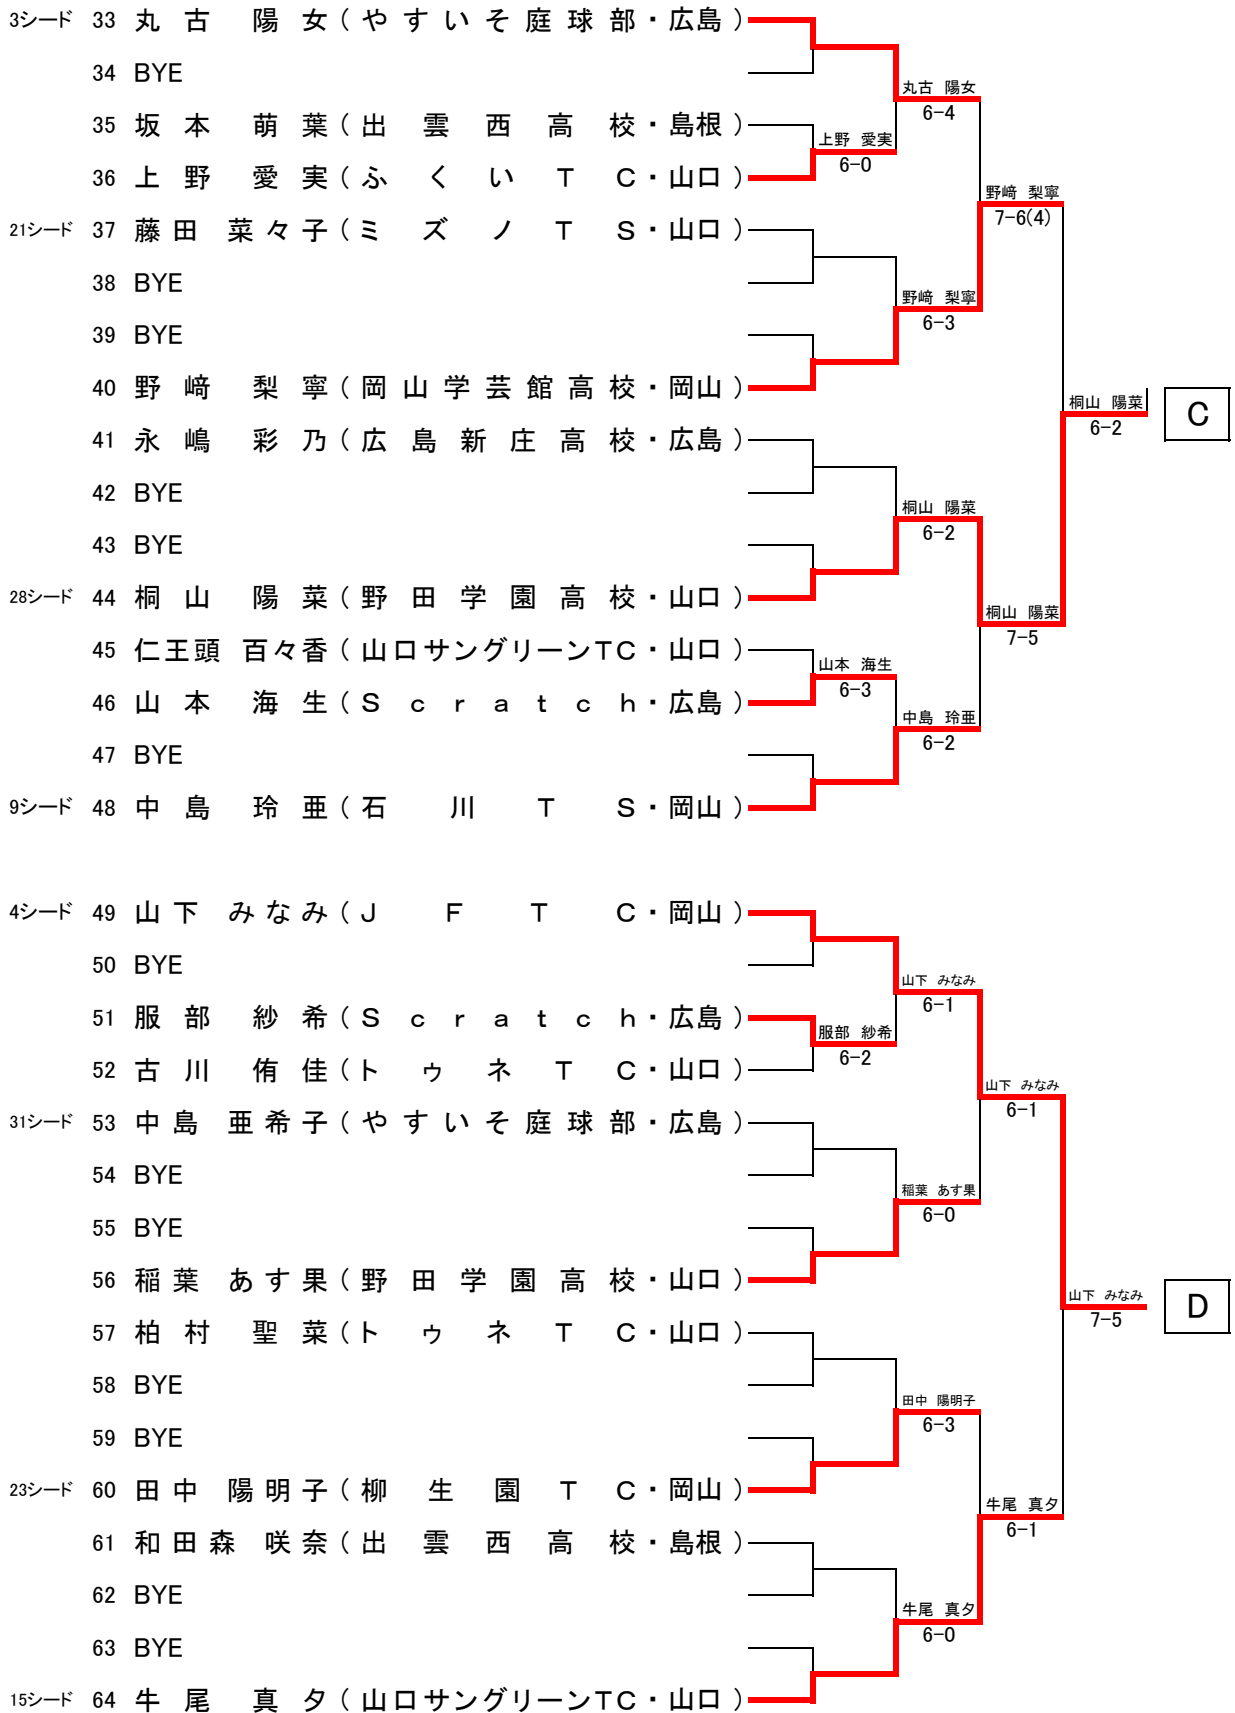 3シード 33 丸古 陽女（やすいそ庭球部・広島）
34 BYE
丸古 陽女
6-4
35 坂本 萌葉（出雲西高校・島根）
上野 愛実
6-0
36 上野 愛実（ふくいTC・山口）
野﨑 梨寧
7-6(4)
21シード 37 藤田 菜々子（ミズノTS・山口）
38 BYE
野﨑 梨寧
6-3
39 BYE
40 野﨑 梨寧（岡山学芸館高校・岡山）
桐山 陽菜
6-2
C
41 永嶋 彩乃（広島新庄高校・広島）
42 BYE
桐山 陽菜
6-2
43 BYE
28シード 44 桐山 陽菜（野田学園高校・山口）
桐山 陽菜
7-5
45 仁王頭 百々香（山口サングリーンTC・山口）
山本 海生
6-3
46 山本 海生（Scratch・広島）
中島 玲亜
6-2
47 BYE
9シード 48 中島 玲亜（石川TS・岡山）
4シード 49 山下 みなみ（JFTC・岡山）
50 BYE
山下 みなみ
6-1
51 服部 紗希（Scratch・広島）
服部 紗希
6-2
52 古川 侑佳（トゥネTC・山口）
山下 みなみ
6-1
31シード 53 中島 亜希子（やすいそ庭球部・広島）
54 BYE
稲葉 あす果
6-0
55 BYE
56 稲葉 あす果（野田学園高校・山口）
山下 みなみ
7-5
D
57 柏村 聖菜（トゥネTC・山口）
58 BYE
田中 陽明子
6-3
59 BYE
23シード 60 田中 陽明子（柳生園TC・岡山）
牛尾 真夕
6-1
61 和田森 咲奈（出雲西高校・島根）
62 BYE
牛尾 真夕
6-0
63 BYE
15シード 64 牛尾 真夕（山口サングリーンTC・山口）